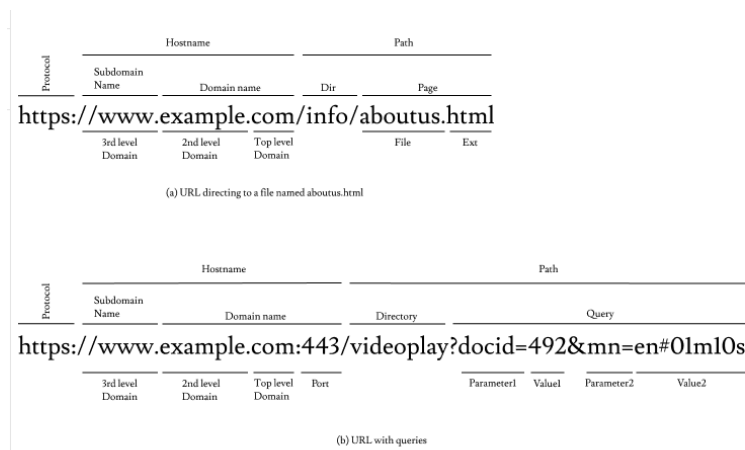 Hostname Path
Protocol
Subdomain
Name Domain name Dir Page
https://www.example.com/info/aboutus.html
3rd level 2nd level Top level File Ext
Domain Domain Domain
(a) URL directing to a file named aboutus.html
Hostname Path
Protocol
Subdomain
Name Domain name Directory Query
https://www.example.com:443/videoplay?docid=492&mn=en#01m10s
3rd level 2nd level Top level Port Parameter1 Value1 Parameter2 Value2
Domain Domain Domain
(b) URL with queries